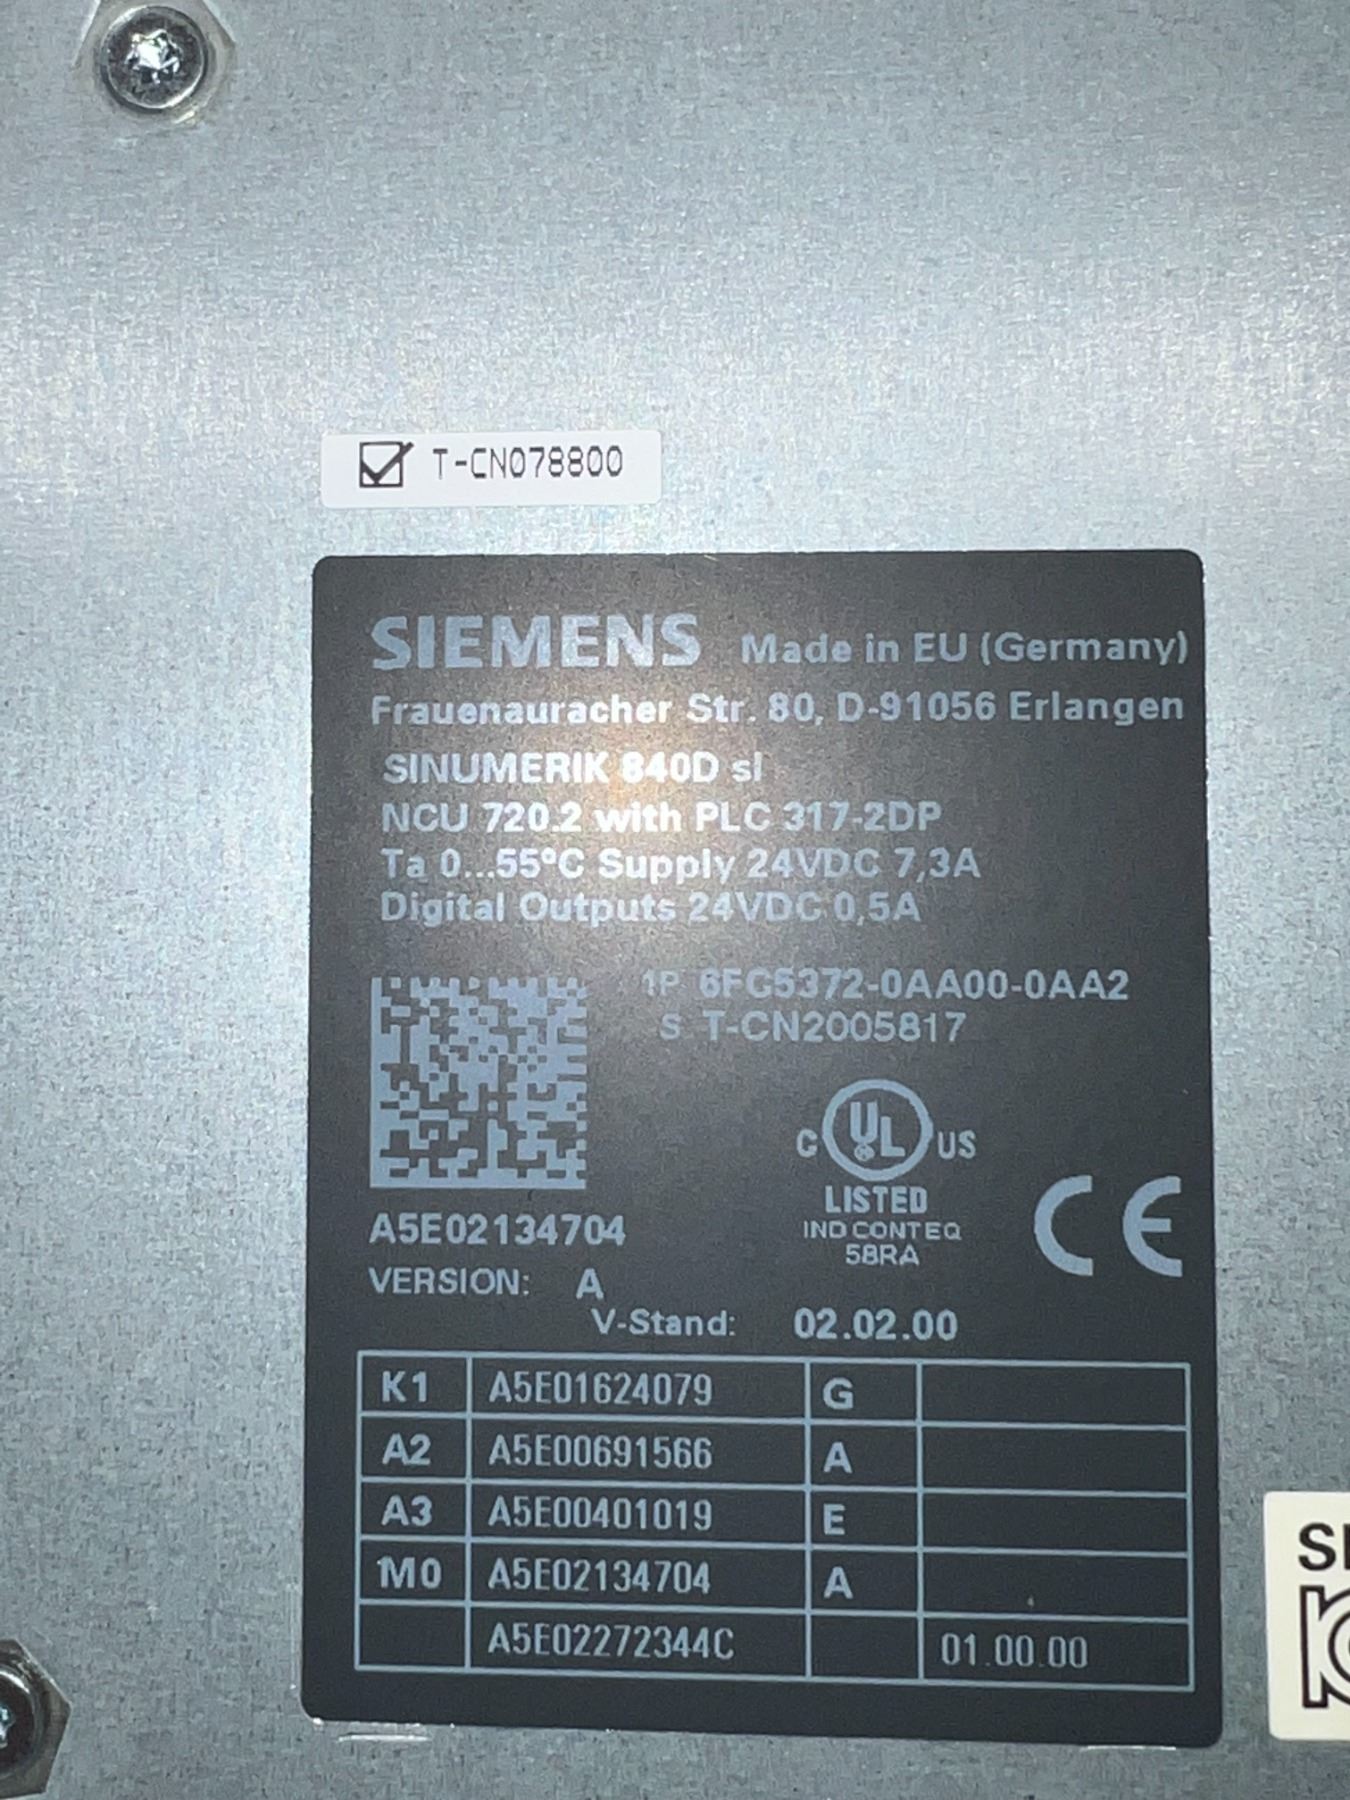 T-CN078800
SIEMENS Made in EU (Germany)
Frauenauracher Str. 80, D-91056 Erlangen
SINUMERIK 840D sl
NCU 720.2 with PLC 317-2DP
Ta 0...55°C Supply 24VDC 7,3A
Digital Outputs 24VDC 0,5A
1P 6FC5372-0AA00-0AA2
S T-CN2005817
C UL US
LISTED
IND CONT EQ
58RA
CE
A5E02134704
VERSION: A
V-Stand: 02.02.00
K1 A5E01624079 G
A2 A5E00691566 A
A3 A5E00401019 E
M0 A5E02134704 A
A5E02272344C 01.00.00